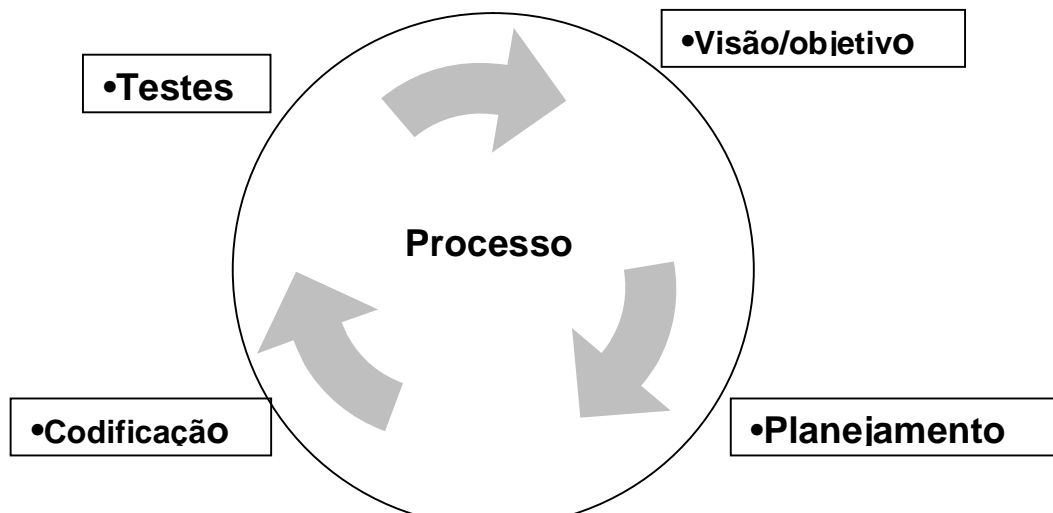 •Visão/objetivo
•Testes
Processo
•Codificação
•Planejamento